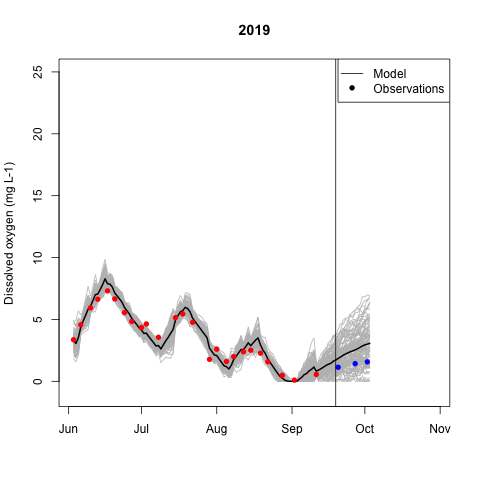 2019
Dissolved oxygen (mg L-1)
25
20
15
10
5
0
Model
Observations
Jun Jul Aug Sep Oct Nov